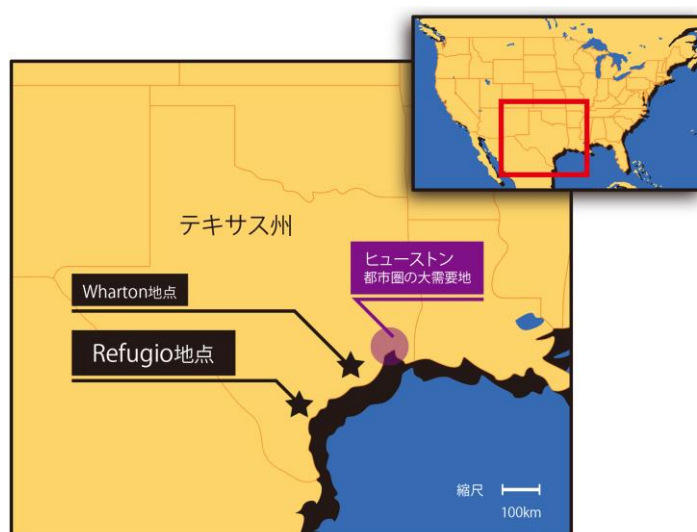 テキサス州
ヒューストン
都市圏の大需要地
Wharton地点
Refugio地点
縮尺
100km